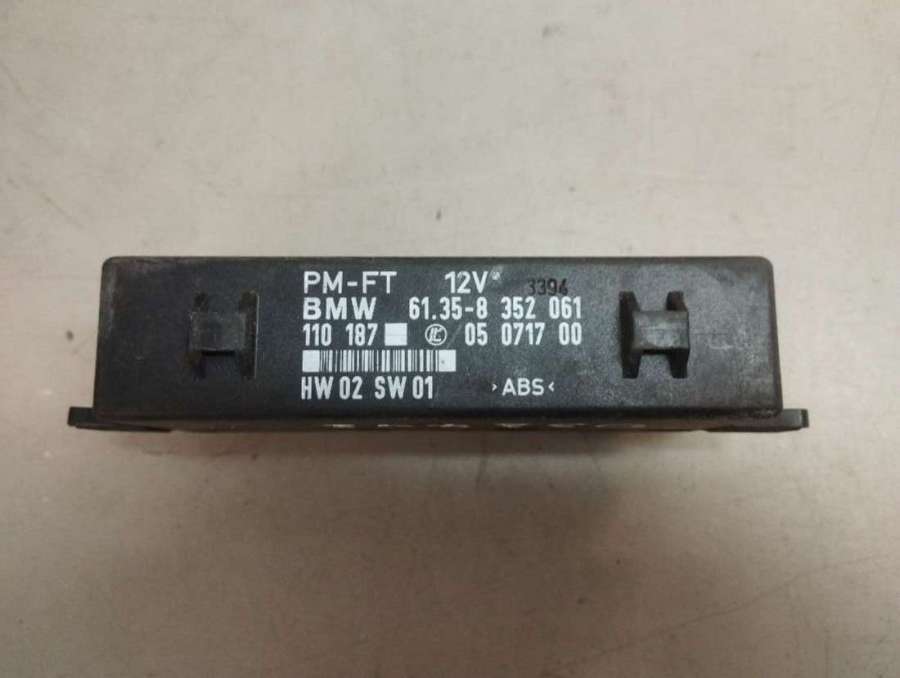 PM-FT 12V 3394
BMW 61.35-8 352 061
110 187 LC 05 0717 00
HW 02 SW 01 >ABS<